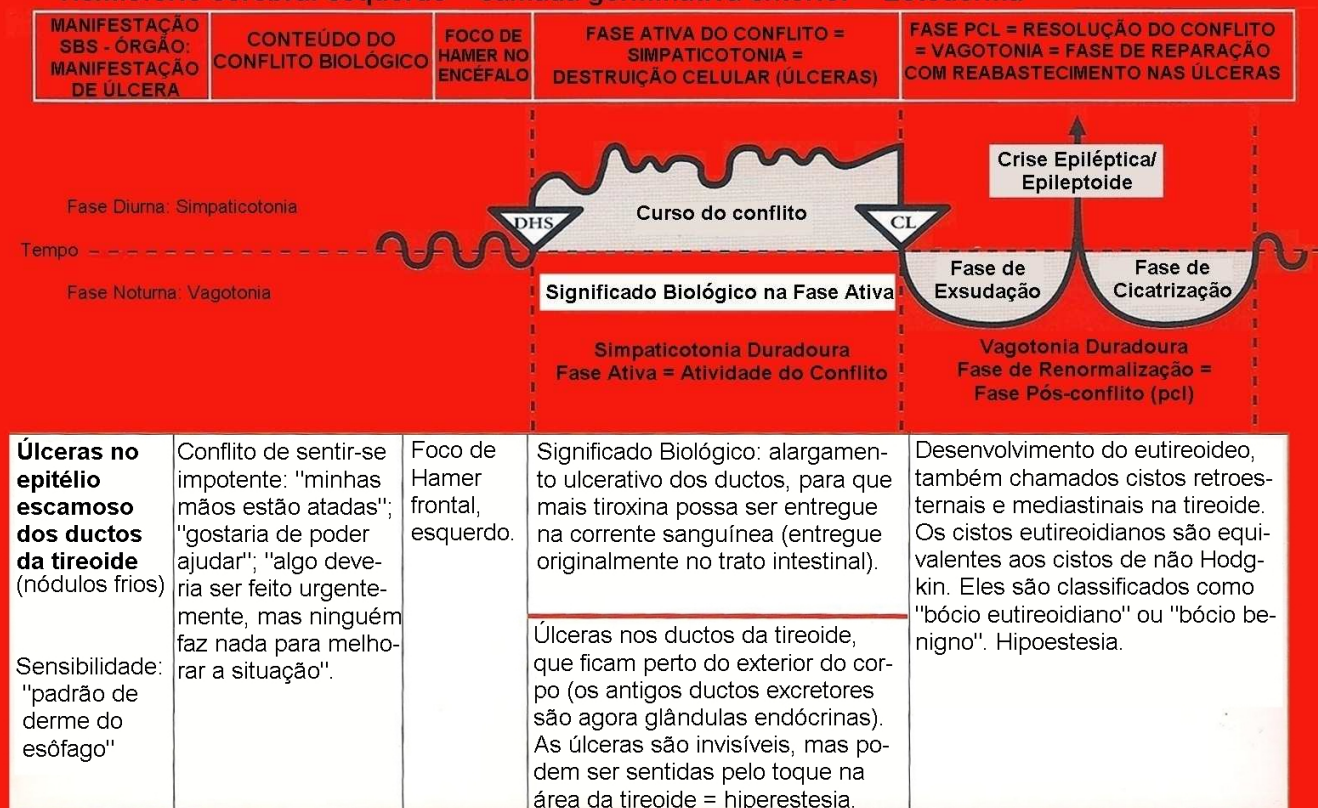 MANIFESTAÇÃO
SBS - ÓRGÃO:
MANIFESTAÇÃO
DE ÚLCERA
CONTEÚDO DO
CONFLITO BIOLÓGICO
FOCO DE
HAMER NO
ENCÉFALO
FASE ATIVA DO CONFLITO =
SIMPATICOTONIA =
DESTRUIÇÃO CELULAR (ÚLCERAS)
FASE PCL = RESOLUÇÃO DO CONFLITO
= VAGOTONIA = FASE DE REPARAÇÃO
COM REABASTECIMENTO NAS ÚLCERAS
Crise Epiléptica/
Epileptoide
Fase Diurna: Simpaticotonia
DHS
Curso do conflito
CL
Tempo
Fase Noturna: Vagotonia
Significado Biológico na Fase Ativa
Fase de
Exsudação
Fase de
Cicatrização
Simpaticotonia Duradoura
Fase Ativa = Atividade do Conflito
Vagotonia Duradoura
Fase de Renormalização =
Fase Pós-conflito (pcl)
Úlceras no
epitélio
escamoso
dos ductos
da tireoide
(nódulos frios)
Sensibilidade:
"padrão de
derme do
esôfago"
Conflito de sentir-se
impotente: "minhas
mãos estão atadas";
"gostaria de poder
ajudar"; "algo deve-
ria ser feito urgente-
mente, mas ninguém
faz nada para melho-
rar a situação".
Foco de
Hamer
frontal,
esquerdo.
Significado Biológico: alargamen-
to ulcerativo dos ductos, para que
mais tiroxina possa ser entregue
na corrente sanguínea (entregue
originalmente no trato intestinal).
Úlceras nos ductos da tireoide,
que ficam perto do exterior do cor-
po (os antigos ductos excretores
são agora glândulas endócrinas).
As úlceras são invisíveis, mas po-
dem ser sentidas pelo toque na
área da tireoide = hiperestesia.
Desenvolvimento do eutireoideo,
também chamados cistos retroes-
ternais e mediastinais na tireoide.
Os cistos eutireoidianos são equi-
valentes aos cistos de não Hodg-
kin. Eles são classificados como
"bócio eutireoidiano" ou "bócio be-
nigno". Hipoestesia.